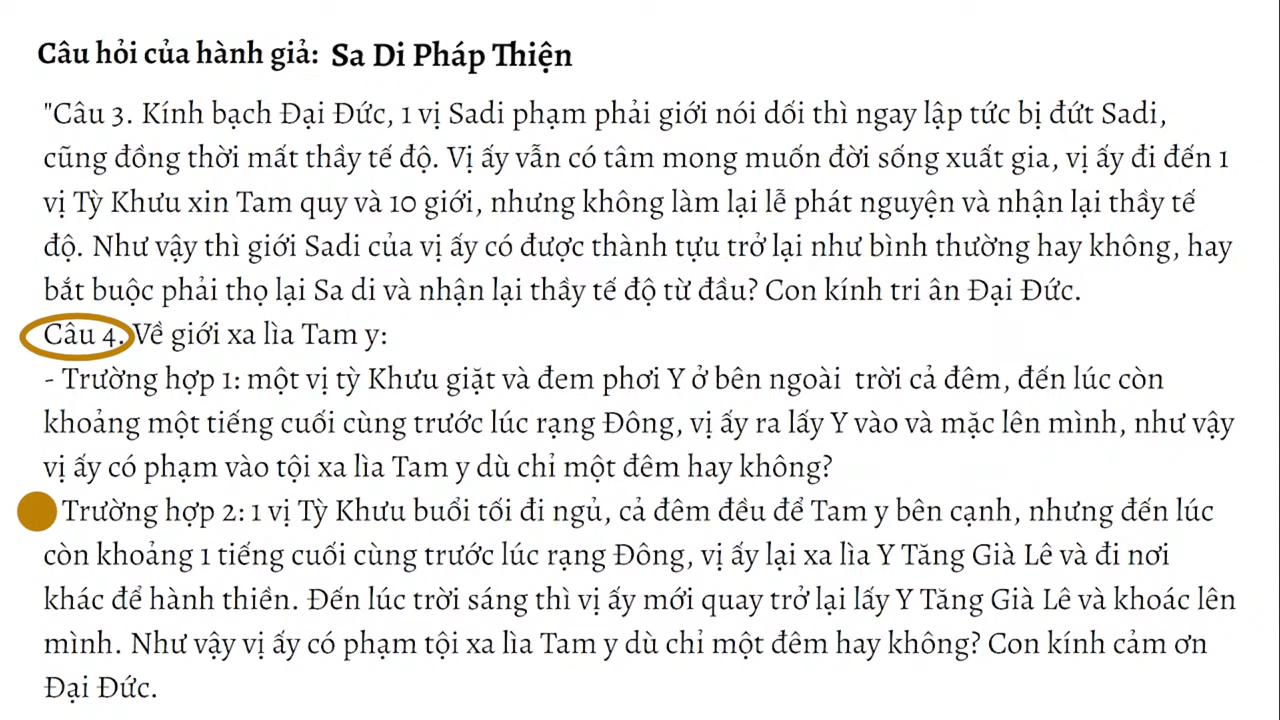 Câu hỏi của hành giả: Sa Di Pháp Thiện
"Câu 3. Kính bạch Đại Đức, 1 vị Sadi phạm phải giới nói dối thì ngay lập tức bị đứt Sadi,
cũng đồng thời mất thầy tế độ. Vị ấy vẫn có tâm mong muốn đời sống xuất gia, vị ấy đi đến 1
vị Tỳ Khưu xin Tam quy và 10 giới, nhưng không làm lại lễ phát nguyện và nhận lại thầy tế
độ. Như vậy thì giới Sadi của vị ấy có được thành tựu trở lại như bình thường hay không, hay
bắt buộc phải thọ lại Sa di và nhận lại thầy tế độ từ đầu? Con kính tri ân Đại Đức.
Câu 4. Về giới xa lìa Tam y:
- Trường hợp 1: một vị tỳ Khưu giặt và đem phơi Y ở bên ngoài trời cả đêm, đến lúc còn
khoảng một tiếng cuối cùng trước lúc rạng Đông, vị ấy ra lấy Y vào và mặc lên mình, như vậy
vị ấy có phạm vào tội xa lìa Tam y dù chỉ một đêm hay không?
Trường hợp 2: 1 vị Tỳ Khưu buổi tối đi ngủ, cả đêm đều để Tam y bên cạnh, nhưng đến lúc
còn khoảng 1 tiếng cuối cùng trước lúc rạng Đông, vị ấy lại xa lìa Y Tăng Già Lê và đi nơi
khác để hành thiền. Đến lúc trời sáng thì vị ấy mới quay trở lại lấy Y Tăng Già Lê và khoác lên
mình. Như vậy vị ấy có phạm tội xa lìa Tam y dù chỉ một đêm hay không? Con kính cảm ơn
Đại Đức.